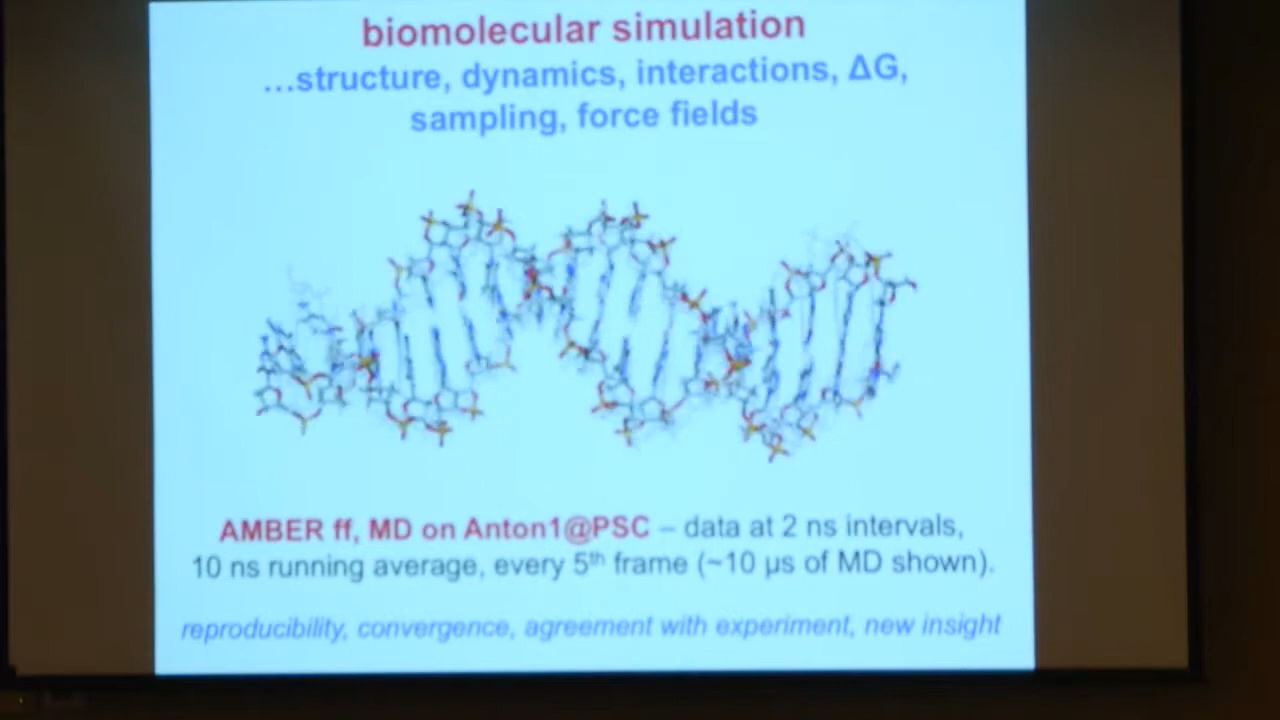 biomolecular simulation
…structure, dynamics, interactions, ΔG,
sampling, force fields
AMBER ff, MD on Anton1@PSC – data at 2 ns intervals,
10 ns running average, every 5th frame (~10 µs of MD shown).
reproducibility, convergence, agreement with experiment, new insight